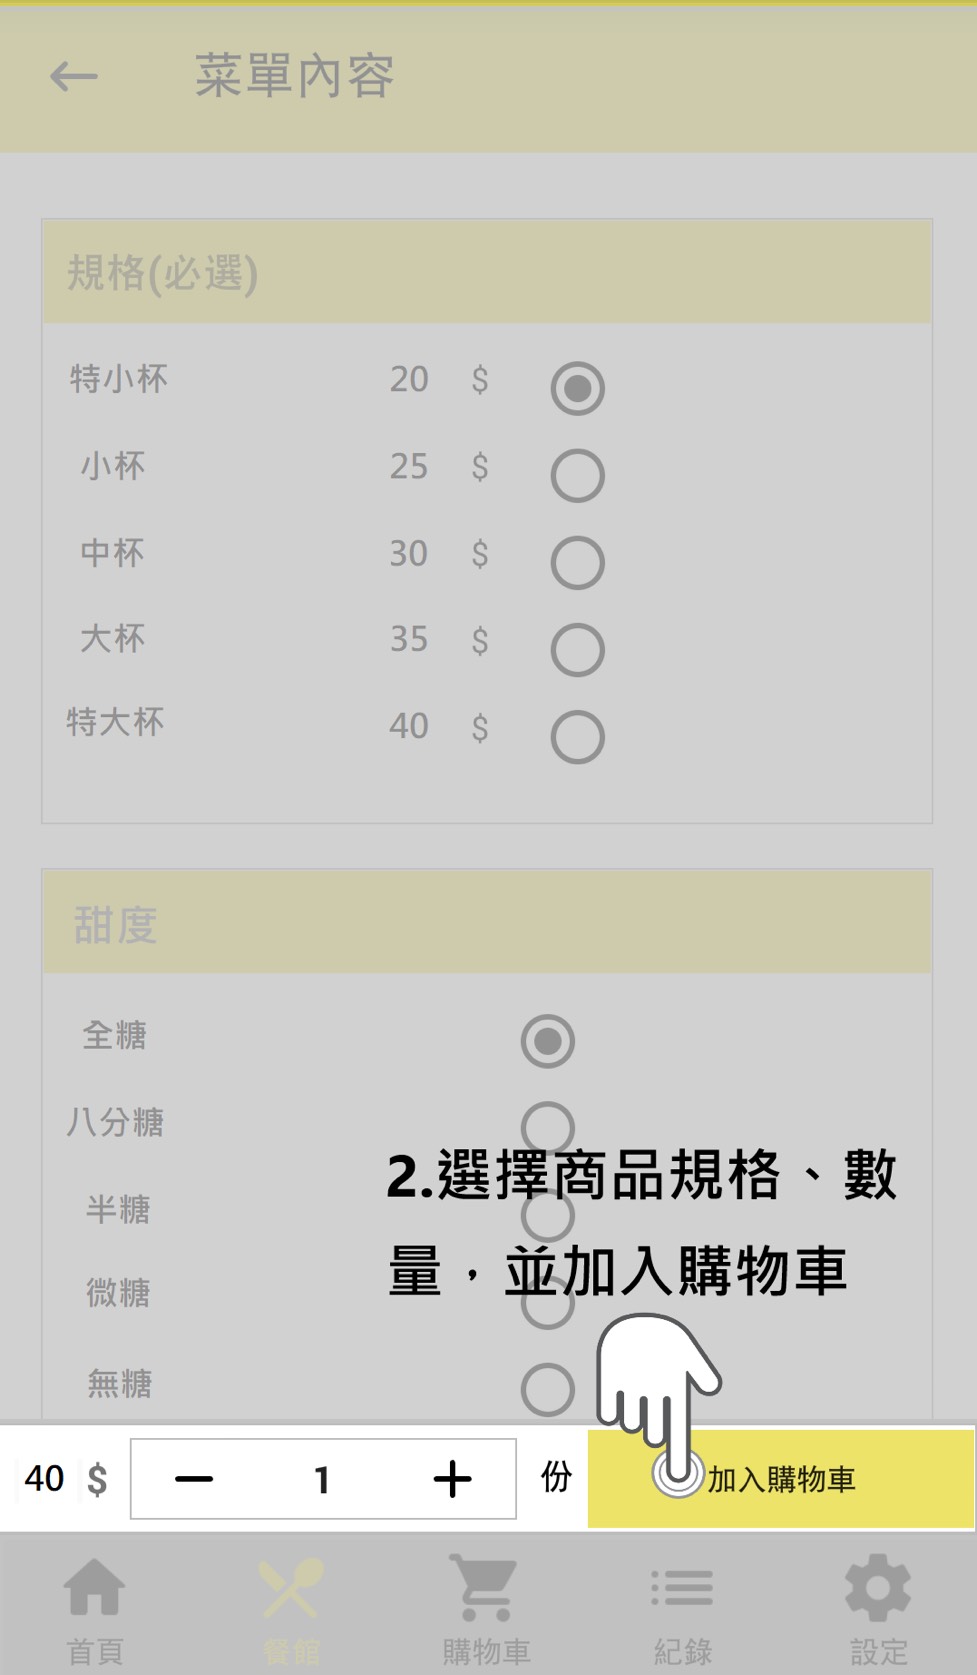 菜單內容
規格(必選)
特小杯 20 $
小杯 25 $
中杯 30 $
大杯 35 $
特大杯 40 $
甜度
全糖
八分糖
半糖
微糖
無糖
2.選擇商品規格、數
量，並加入購物車
40 $ 1 份 加入購物車
首頁 餐館 購物車 紀錄 設定